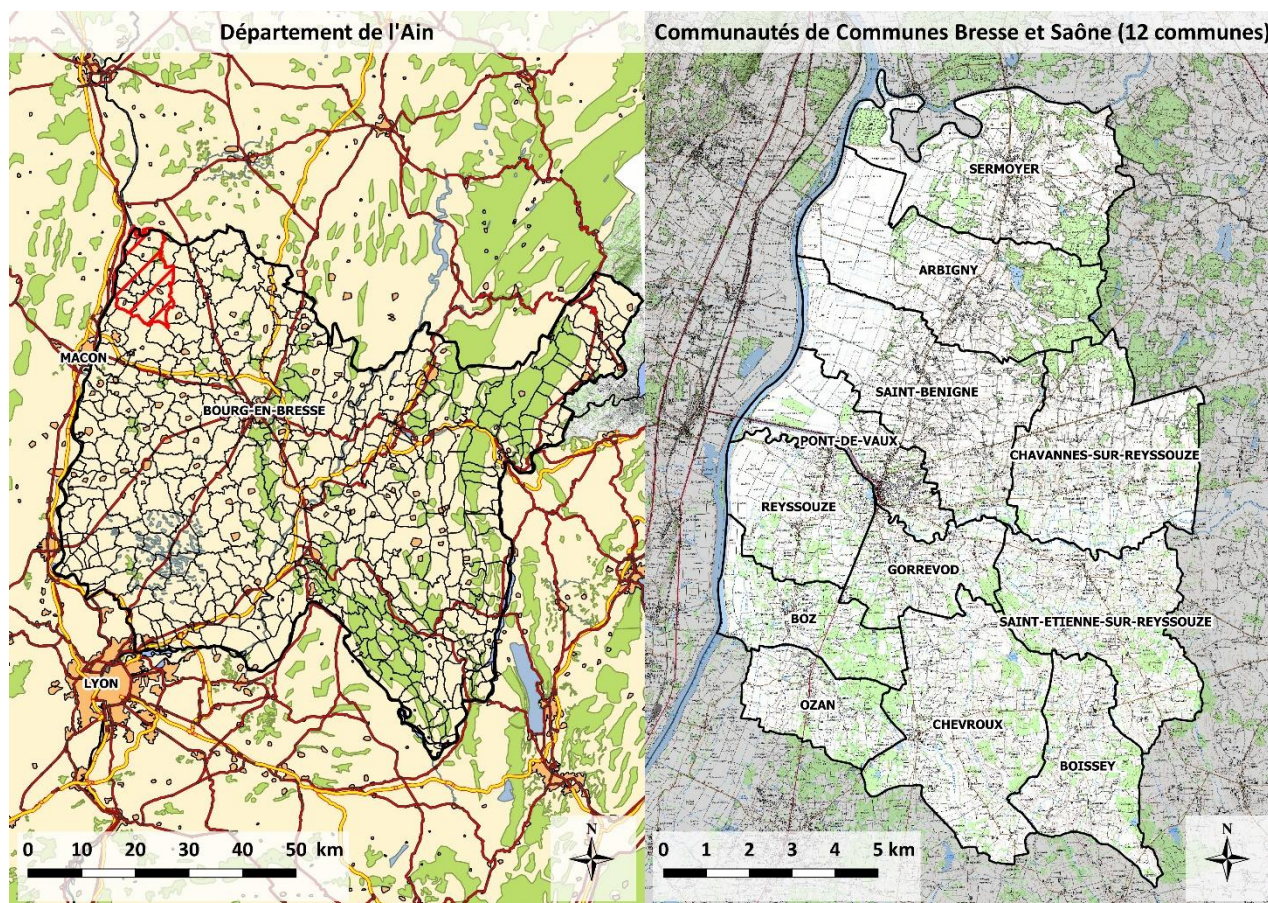 Département de l'Ain
MACON
BOURG-EN-BRESSE
LYON
0 10 20 30 40 50 km
N
Communautés de Communes Bresse et Saône (12 communes)
SERMOYER
ARBIGNY
SAINT-BENIGNE
PONT-DE-VAUX
CHAVANNES-SUR-REYSSOUZE
REYSSOUZE
GORREVOD
BOZ
SAINT-ETIENNE-SUR-REYSSOUZE
OZAN
CHEVROUX
BOISSEY
0 1 2 3 4 5 km
N